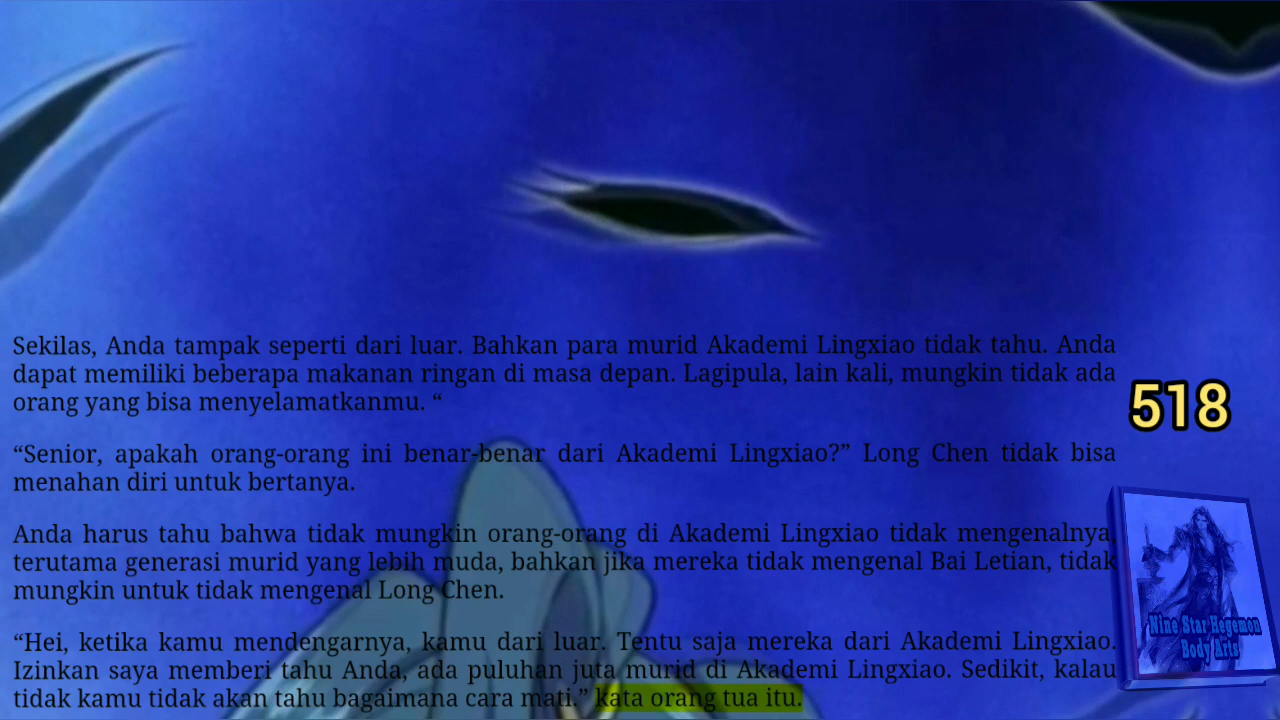 Sekilas, Anda tampak seperti dari luar. Bahkan para murid Akademi Lingxiao tidak tahu. Anda
dapat memiliki beberapa makanan ringan di masa depan. Lagipula, lain kali, mungkin tidak ada
orang yang bisa menyelamatkanmu. “
“Senior, apakah orang-orang ini benar-benar dari Akademi Lingxiao?” Long Chen tidak bisa
menahan diri untuk bertanya.
Anda harus tahu bahwa tidak mungkin orang-orang di Akademi Lingxiao tidak mengenalnya,
terutama generasi murid yang lebih muda, bahkan jika mereka tidak mengenal Bai Letian, tidak
mungkin untuk tidak mengenal Long Chen.
“Hei, ketika kamu mendengarnya, kamu dari luar. Tentu saja mereka dari Akademi Lingxiao.
Izinkan saya memberi tahu Anda, ada puluhan juta murid di Akademi Lingxiao. Sedikit, kalau
tidak kamu tidak akan tahu bagaimana cara mati.” kata orang tua itu.
518
Nine Star Hegemon
Body Arts